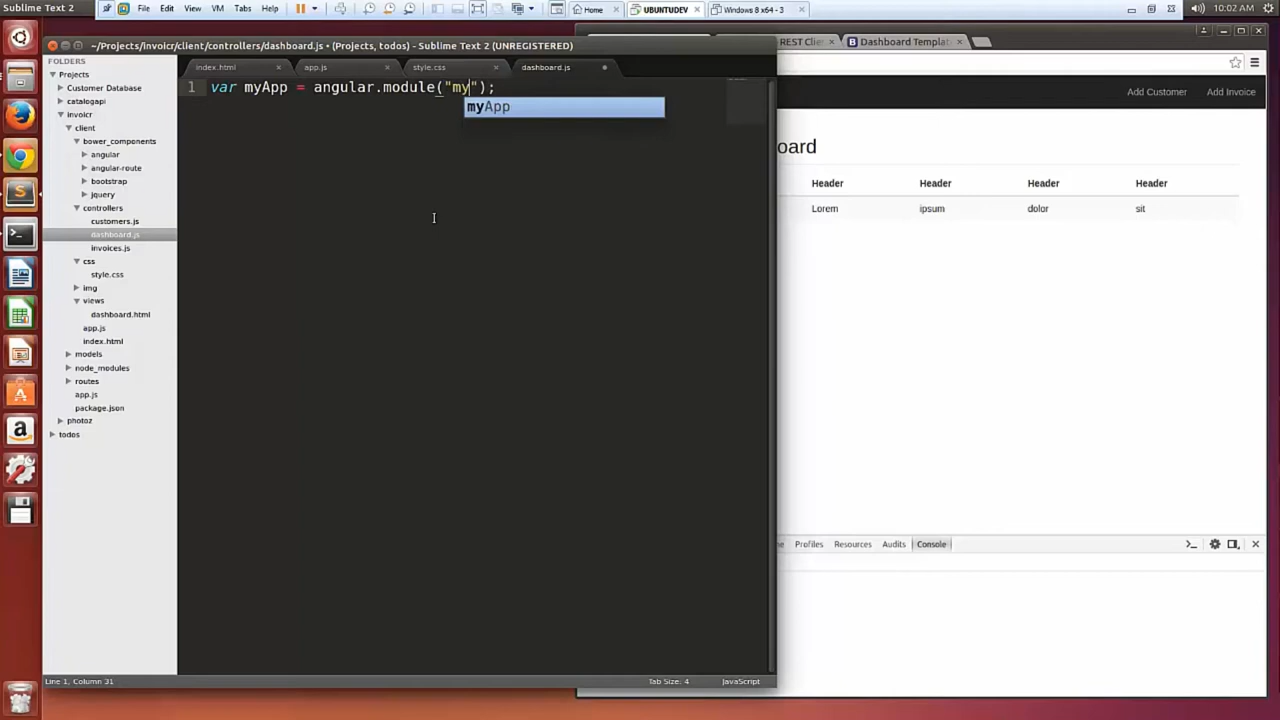 Sublime Text 2
File Edit View VM Tabs Help
Home
UBUNTUDEV
Windows 8 x64 - 3
10:02 AM
~/Projects/invoicr/client/controllers/dashboard.js • (Projects, todos) - Sublime Text 2 (UNREGISTERED)
REST Clie
Dashboard Templat
FOLDERS
Projects
Customer Database
catalogapi
invoicr
client
bower_components
angular
angular-route
bootstrap
jquery
controllers
customers.js
dashboard.js
invoices.js
css
style.css
img
views
dashboard.html
app.js
index.html
models
node_modules
routes
app.js
package.json
photoz
todos
index.html
app.js
style.css
dashboard.js
1 var myApp = angular.module("my");
myApp
Add Customer Add Invoice
oard
Header Header Header Header
Lorem ipsum dolor sit
Profiles Resources Audits Console
Line 1, Column 31
Tab Size: 4
JavaScript